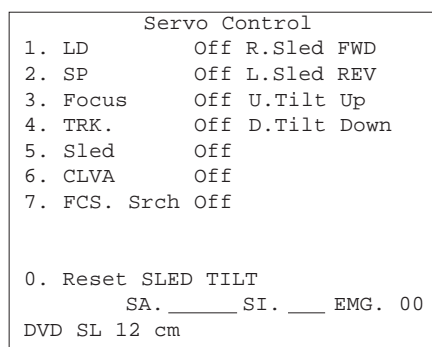 Servo Control
1. LD Off R.Sled FWD
2. SP Off L.Sled REV
3. Focus Off U.Tilt Up
4. TRK. Off D.Tilt Down
5. Sled Off
6. CLVA Off
7. FCS. Srch Off
0. Reset SLED TILT
SA. ______ SI. ___ EMG. 00
DVD SL 12 cm